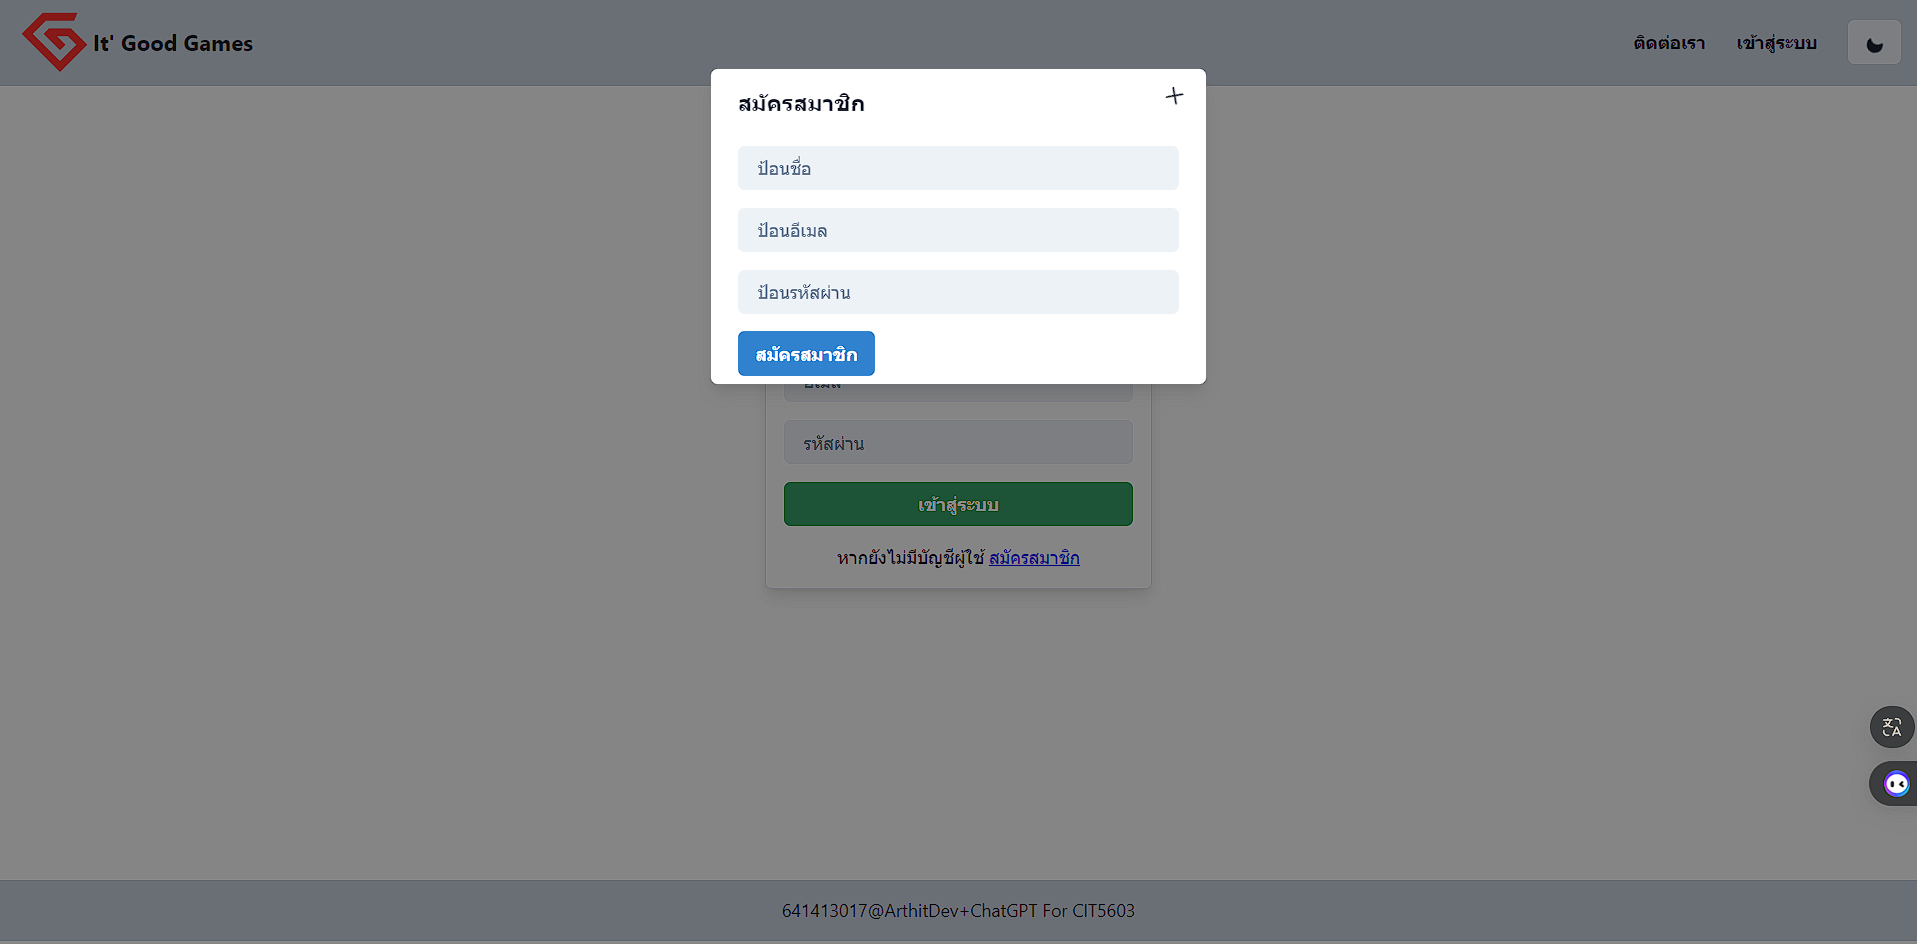 It' Good Games
ติดต่อเรา
เข้าสู่ระบบ
สมัครสมาชิก
ป้อนชื่อ
ป้อนอีเมล
ป้อนรหัสผ่าน
สมัครสมาชิก
รหัสผ่าน
เข้าสู่ระบบ
หากยังไม่มีบัญชีผู้ใช้ สมัครสมาชิก
641413017@ArthitDev+ChatGPT For CIT5603